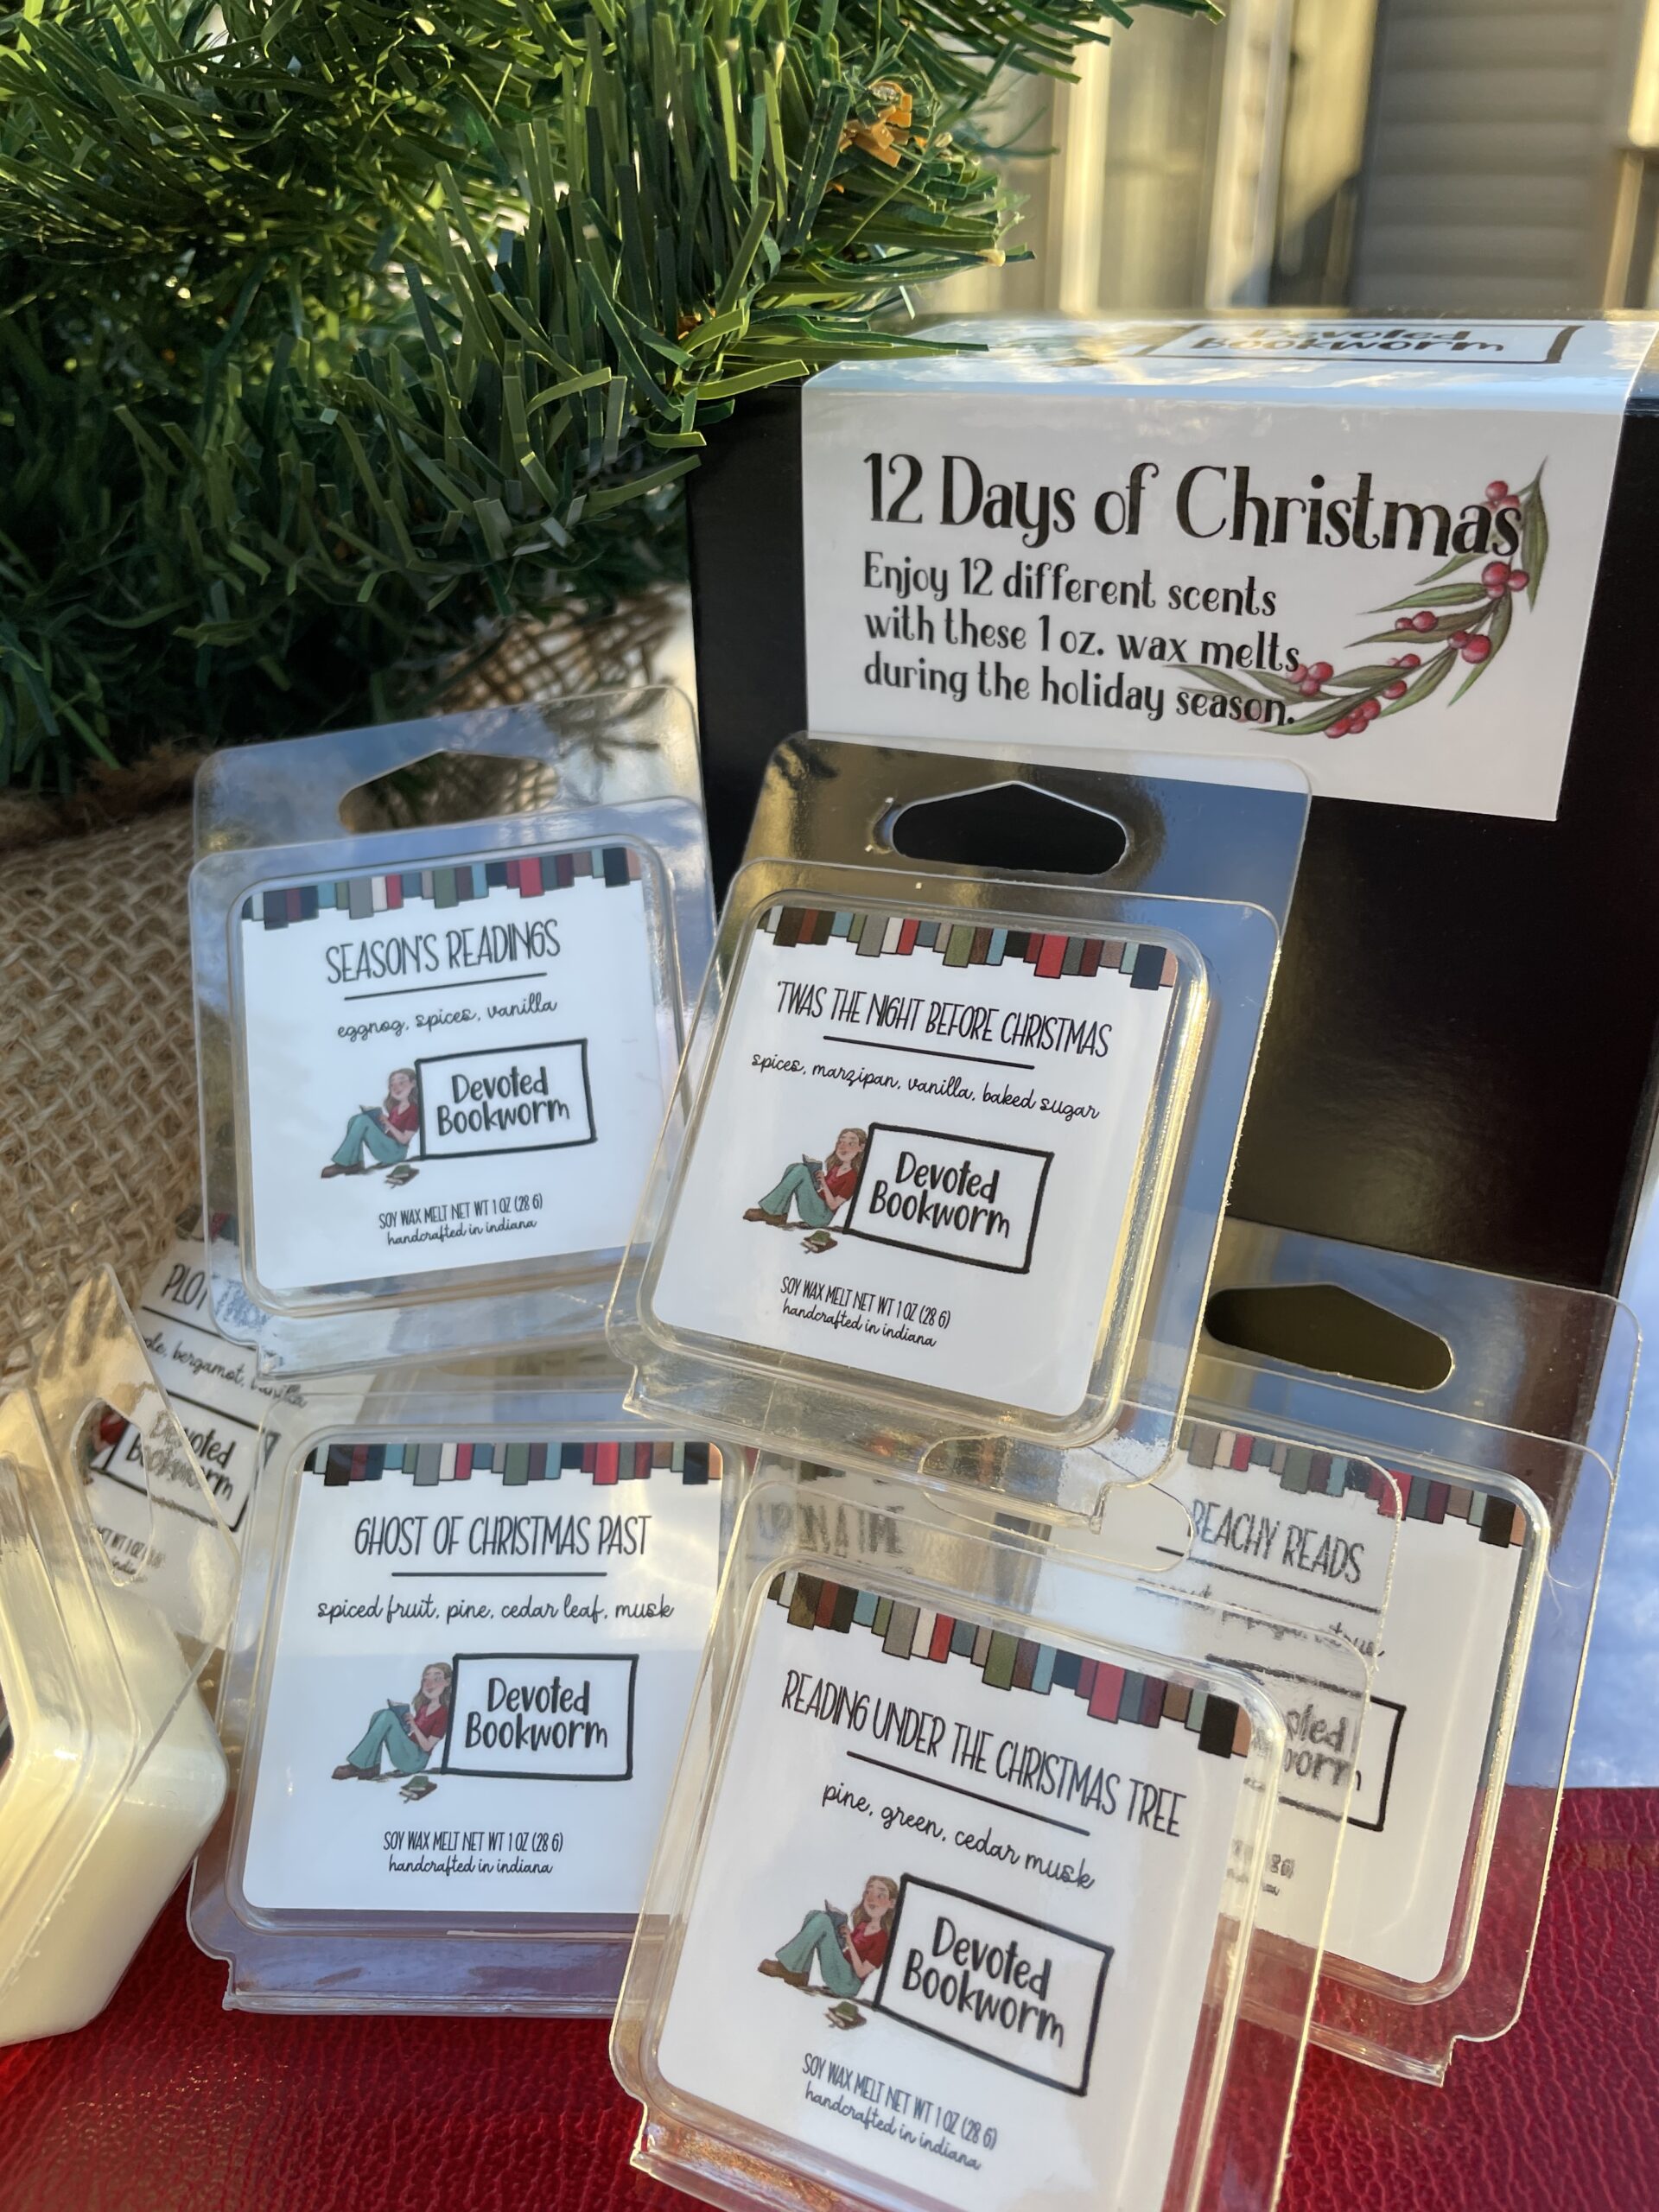 Devoted
Bookworm
12 Days of Christmas
Enjoy 12 different scents
with these 1 oz. wax melts
during the holiday season.
SEASON'S READINGS
eggnog, spices, vanilla
Devoted
Bookworm
SOY WAX MELT NET WT 1 OZ (28 G)
handcrafted in indiana
'TWAS THE NIGHT BEFORE CHRISTMAS
spices, marzipan, vanilla, baked sugar
Devoted
Bookworm
SOY WAX MELT NET WT 1 OZ (28 G)
handcrafted in indiana
bergamot, vanilla
Devoted
Bookworm
GHOST OF CHRISTMAS PAST
spiced fruit, pine, cedar leaf, musk
Devoted
Bookworm
SOY WAX MELT NET WT 1 OZ (28 G)
handcrafted in indiana
UPON A TIME
PEACHY READS
READING UNDER THE CHRISTMAS TREE
pine, green, cedar musk
Devoted
Bookworm
SOY WAX MELT NET WT 1 OZ (28 G)
handcrafted in indiana